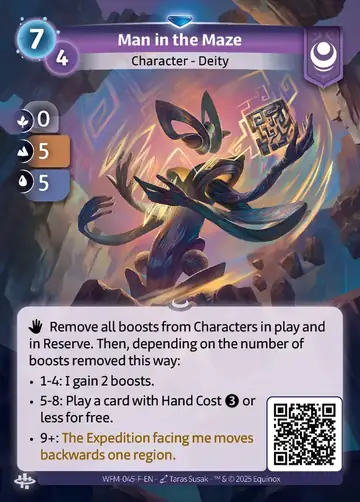 7
4
Man in the Maze
Character - Deity
0
5
5
Remove all boosts from Characters in play and
in Reserve. Then, depending on the number of
boosts removed this way:
• 1-4: I gain 2 boosts.
• 5-8: Play a card with Hand Cost 3 or
less for free.
• 9+: The Expedition facing me moves
backwards one region.
WFM-045-F-EN - Taras Susak - ™ & © 2025 Equinox